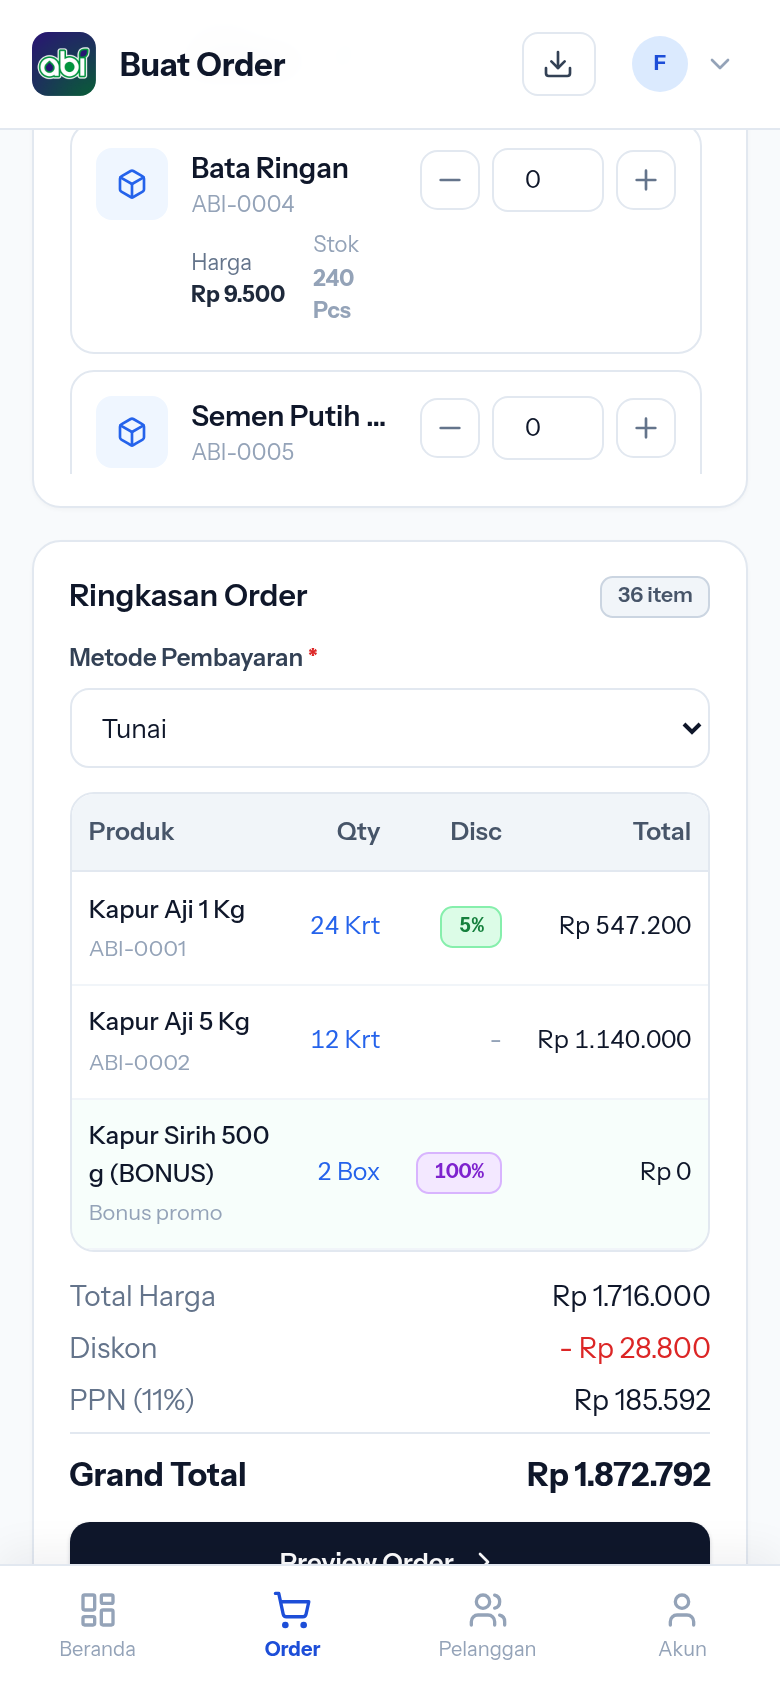 abi
Buat Order
F
Bata Ringan
ABI-0004
0
Harga
Rp 9.500
Stok
240
Pcs
Semen Putih ...
ABI-0005
0
Ringkasan Order
36 item
Metode Pembayaran *
Tunai
Produk Qty Disc Total
Kapur Aji 1 Kg
ABI-0001
24 Krt 5% Rp 547.200
Kapur Aji 5 Kg
ABI-0002
12 Krt - Rp 1.140.000
Kapur Sirih 500
g (BONUS)
Bonus promo
2 Box 100% Rp 0
Total Harga Rp 1.716.000
Diskon - Rp 28.800
PPN (11%) Rp 185.592
Grand Total Rp 1.872.792
Preview Order
Beranda Order Pelanggan Akun